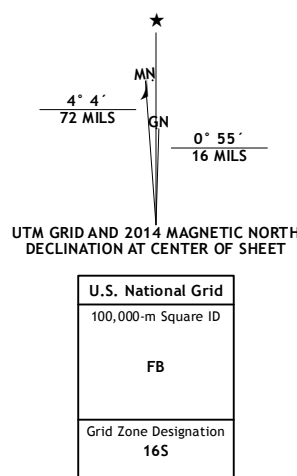 ★
MN
GN
4° 4´
72 MILS
0° 55´
16 MILS
UTM GRID AND 2014 MAGNETIC NORTH
DECLINATION AT CENTER OF SHEET
U.S. National Grid
100,000-m Square ID
FB
Grid Zone Designation
16S